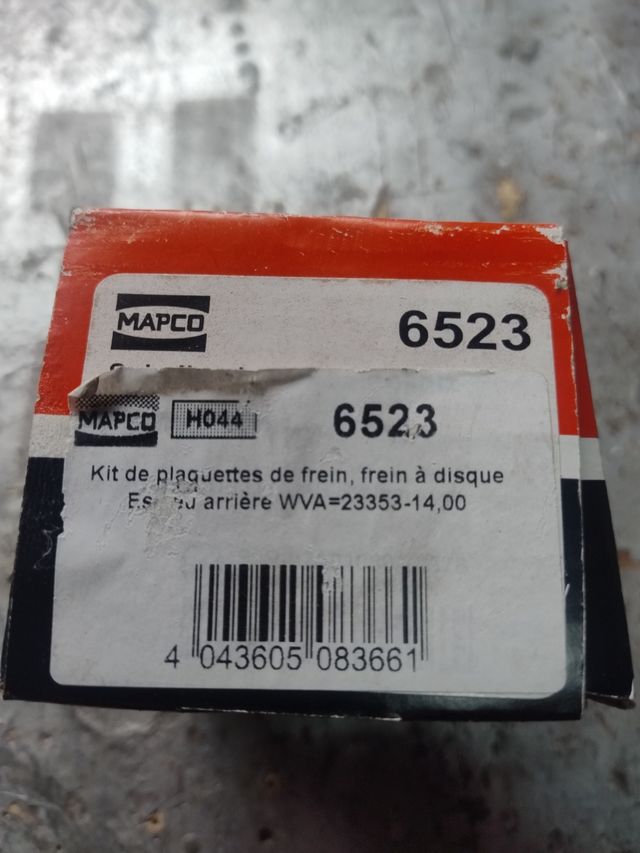 MAPCO
6523
MAPCO H044 6523
Kit de plaquettes de frein, frein à disque
arrière WVA=23353-14,00
4 043605 083661